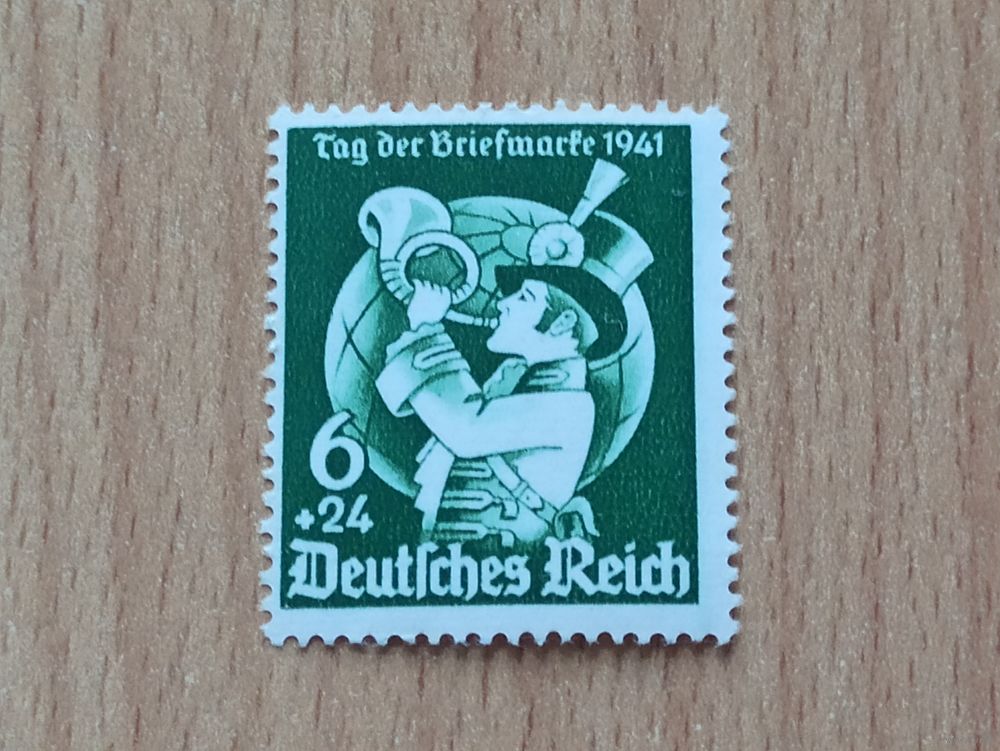 Tag der Briefmarke 1941
6
+24
Deutſches Reich